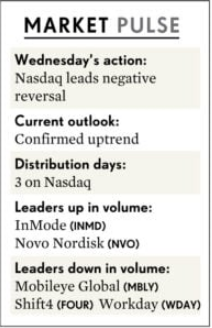 MARKET PULSE
Wednesday's action:
Nasdaq leads negative
reversal
Current outlook:
Confirmed uptrend
Distribution days:
3 on Nasdaq
Leaders up in volume:
InMode (INMD)
Novo Nordisk (NVO)
Leaders down in volume:
Mobileye Global (MBLY)
Shift4 (FOUR) Workday (WDAY)